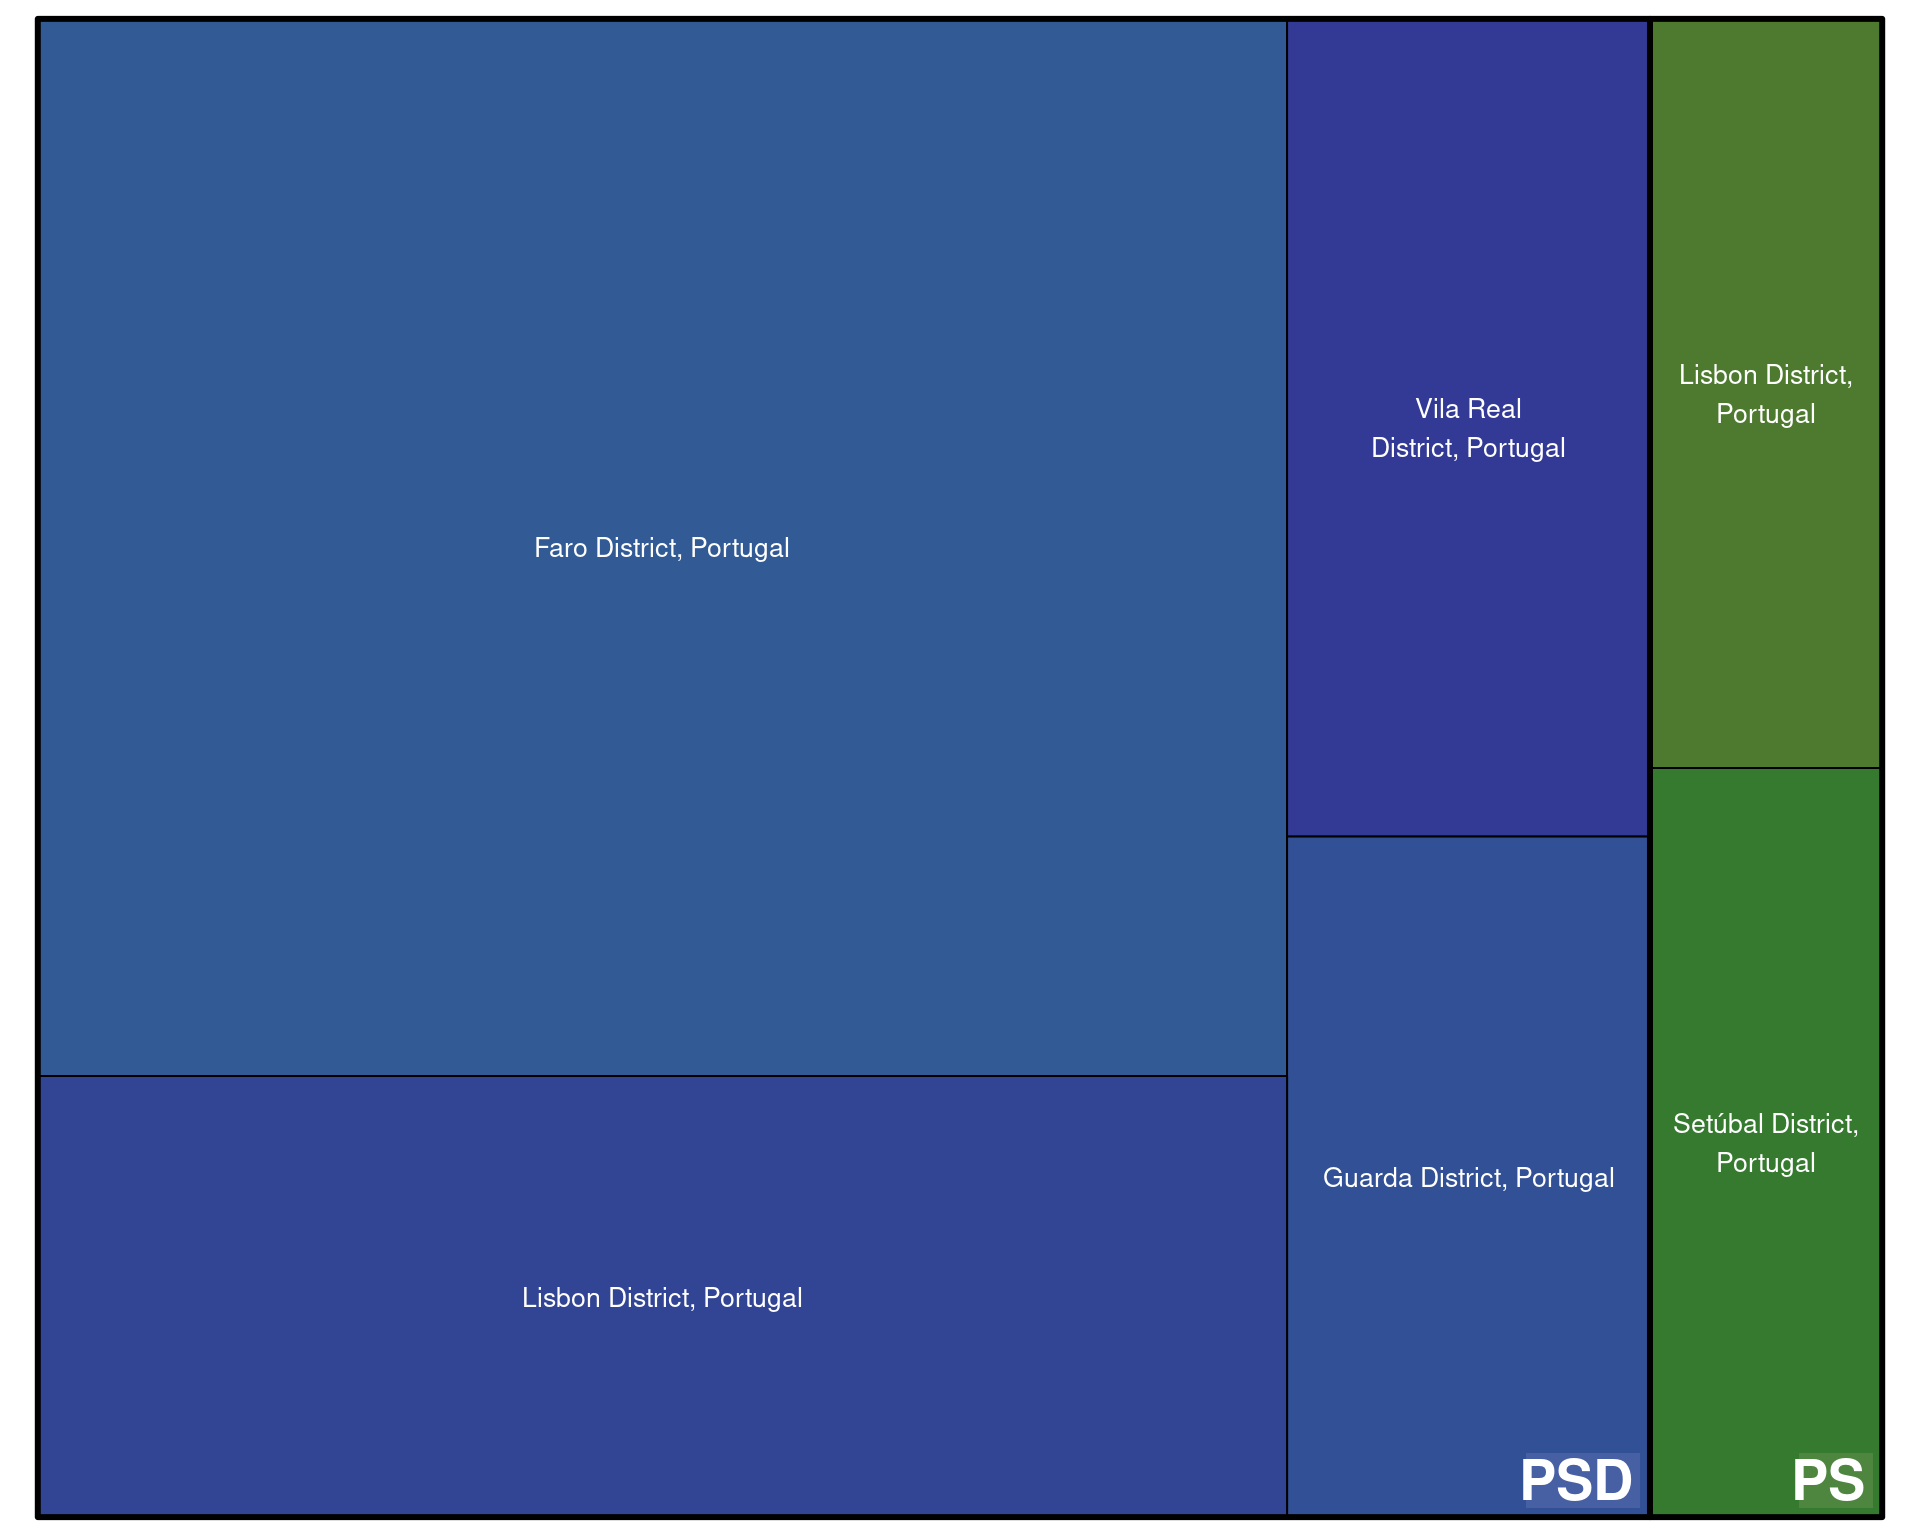 Faro District, Portugal
Lisbon District, Portugal
Vila Real
District, Portugal
Guarda District, Portugal
PSD
Lisbon District,
Portugal
Setúbal District,
Portugal
PS